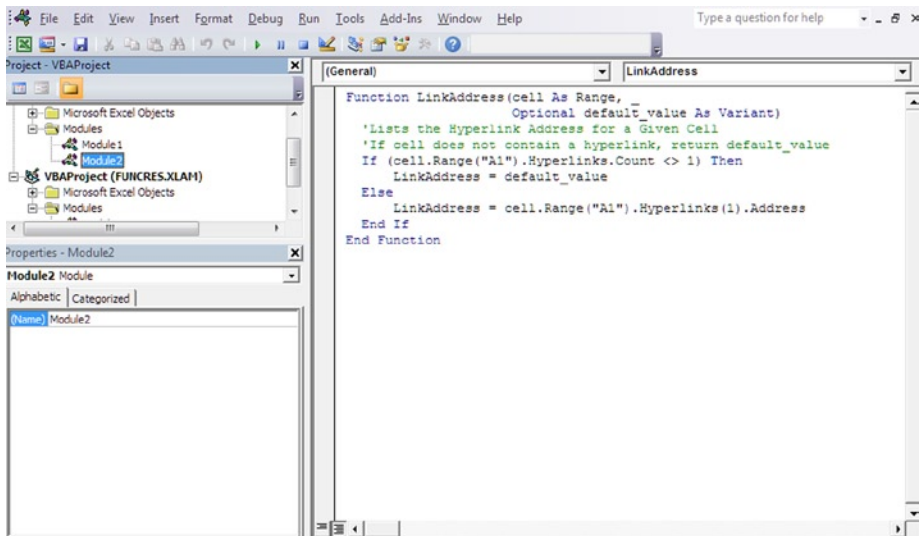 File Edit View Insert Format Debug Run Tools Add-Ins Window Help Type a question for help
Project - VBAProject
Microsoft Excel Objects
Modules
Module1
Module2
VBAProject (FUNCRES.XLAM)
Microsoft Excel Objects
Modules
Properties - Module2
Module2 Module
Alphabetic Categorized
(Name) Module2
(General) LinkAddress
Function LinkAddress(cell As Range, _
Optional default_value As Variant)
'Lists the Hyperlink Address for a Given Cell
'If cell does not contain a hyperlink, return default_value
If (cell.Range("A1").Hyperlinks.Count <> 1) Then
LinkAddress = default_value
Else
LinkAddress = cell.Range("A1").Hyperlinks(1).Address
End If
End Function